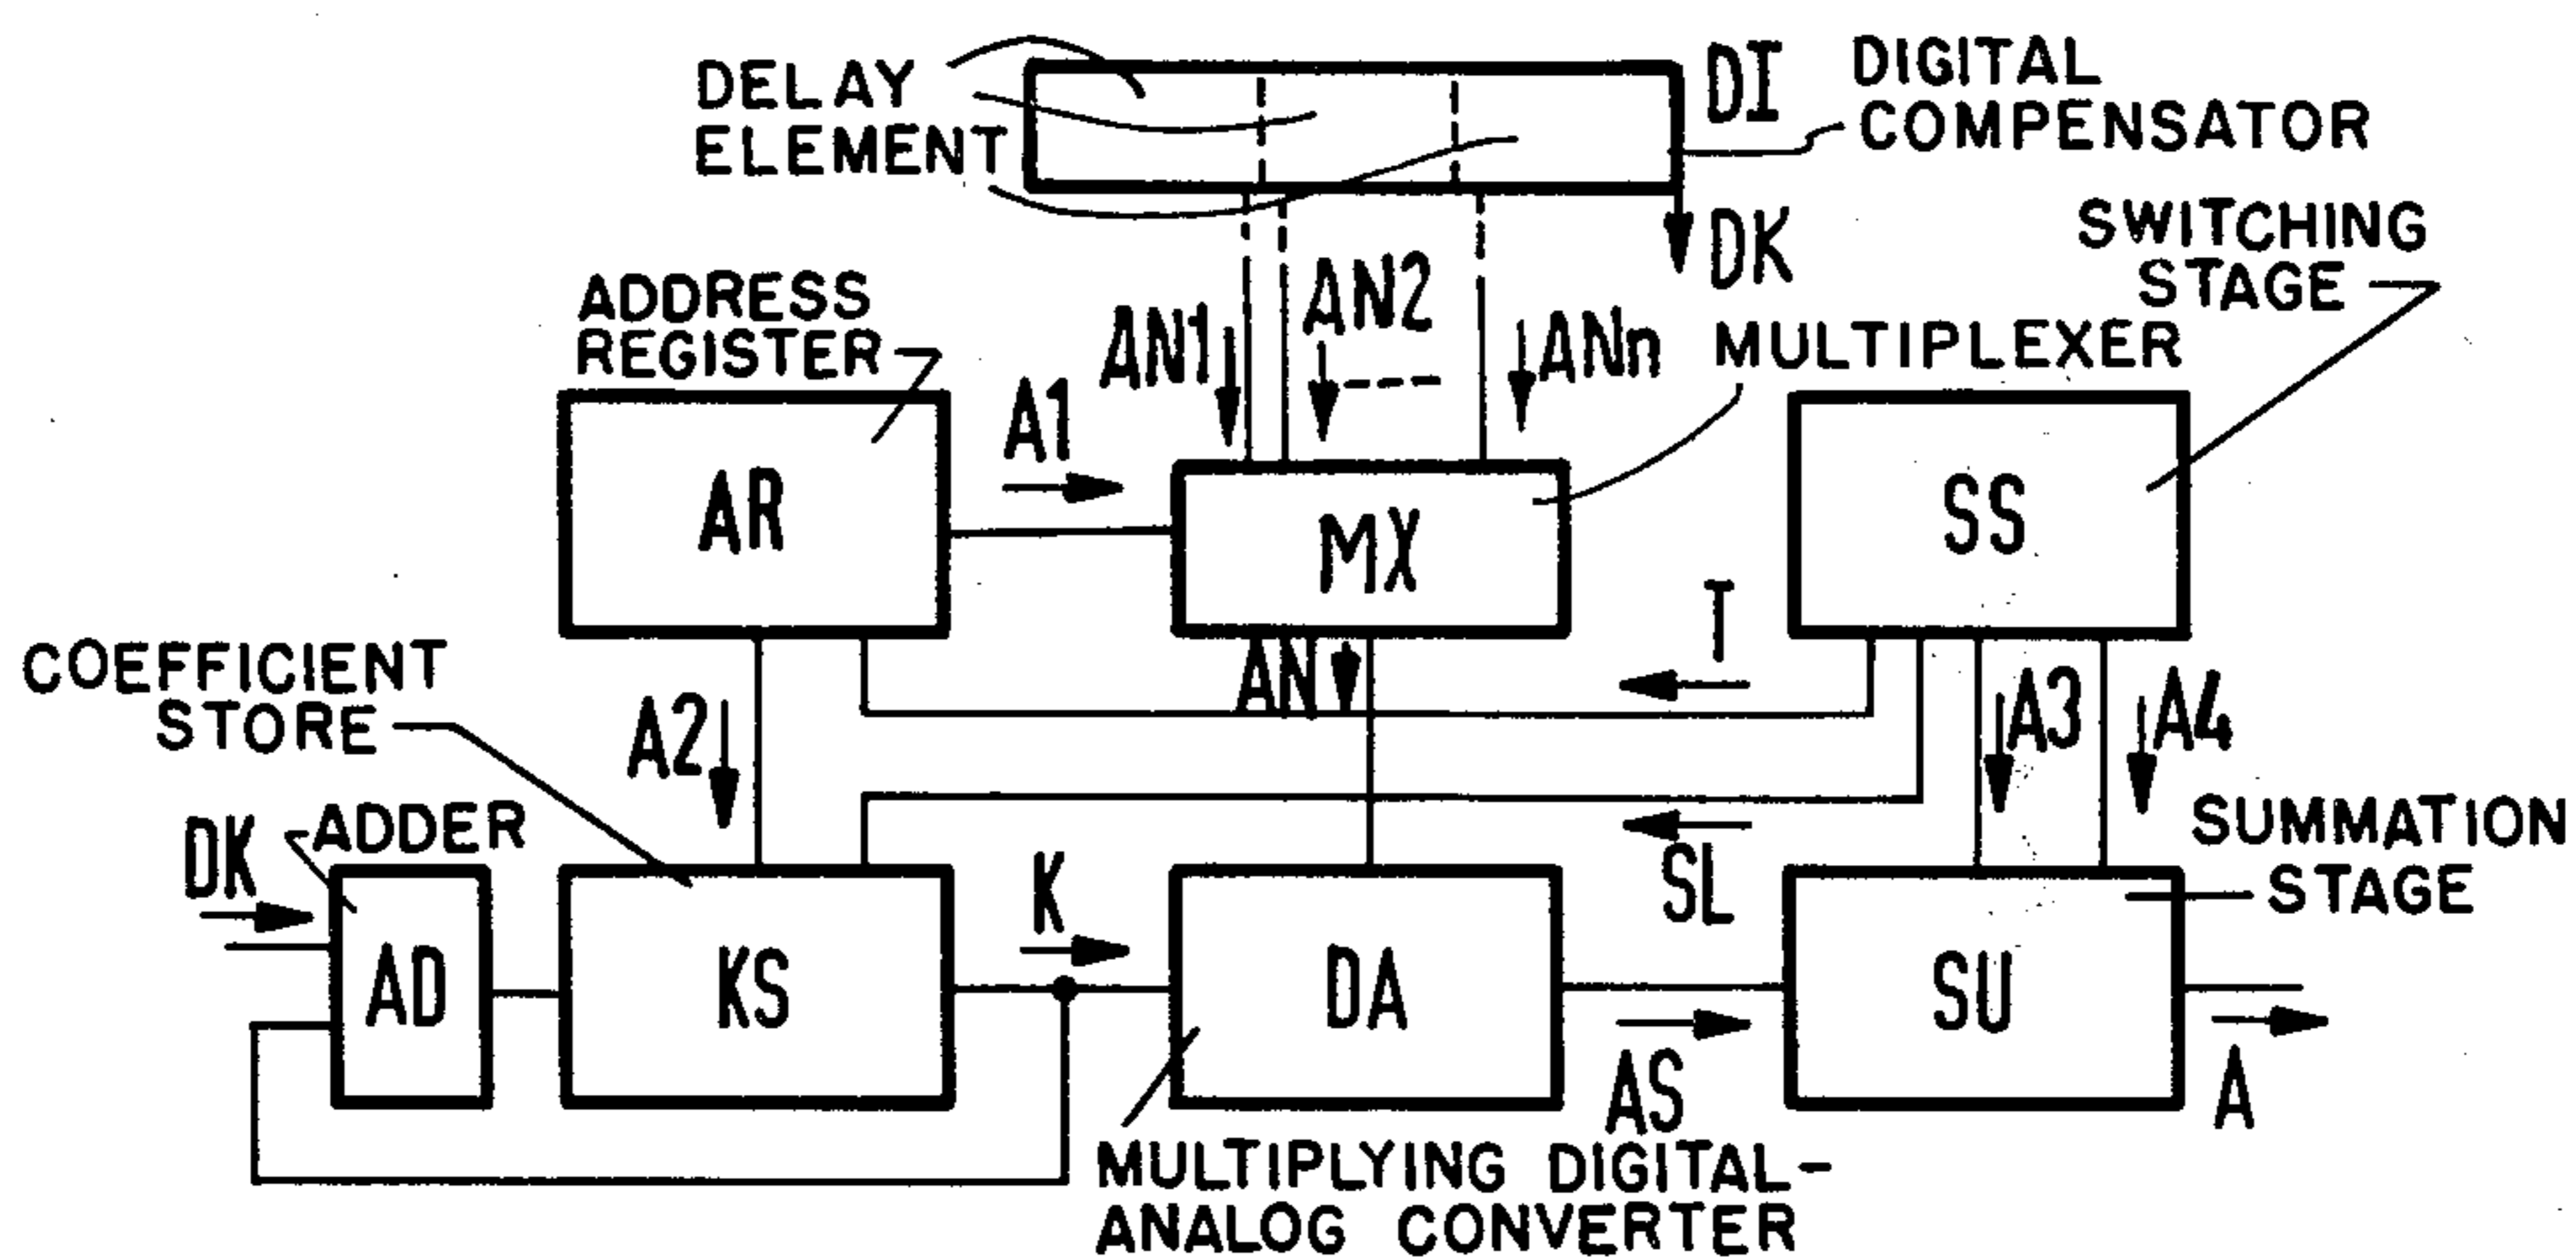 DELAY
ELEMENT
DI
DIGITAL
COMPENSATOR
DK
SWITCHING
STAGE
ADDRESS
REGISTER
A1
AN1
AN2
ANn
MULTIPLEXER
AR
MX
SS
COEFFICIENT
STORE
A2
AN
T
A3
A4
DK
ADDER
K
SL
SUMMATION
STAGE
AD
KS
DA
SU
AS
A
MULTIPLYING DIGITAL-
ANALOG CONVERTER